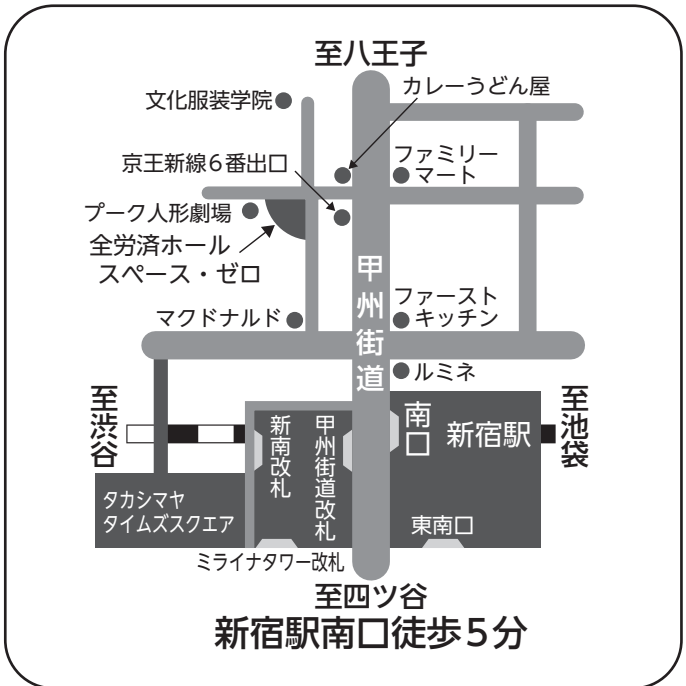 至八王子
文化服装学院
カレーうどん屋
京王新線6番出口
ファミリー
マート
プーク人形劇場
全労済ホール
スペース・ゼロ
甲州街道
マクドナルド
ファースト
キッチン
ルミネ
至渋谷
新南改札
甲州街道改札
南口
新宿駅
至池袋
タカシマヤ
タイムズスクエア
東南口
ミライナタワー改札
至四ツ谷
新宿駅南口徒歩5分